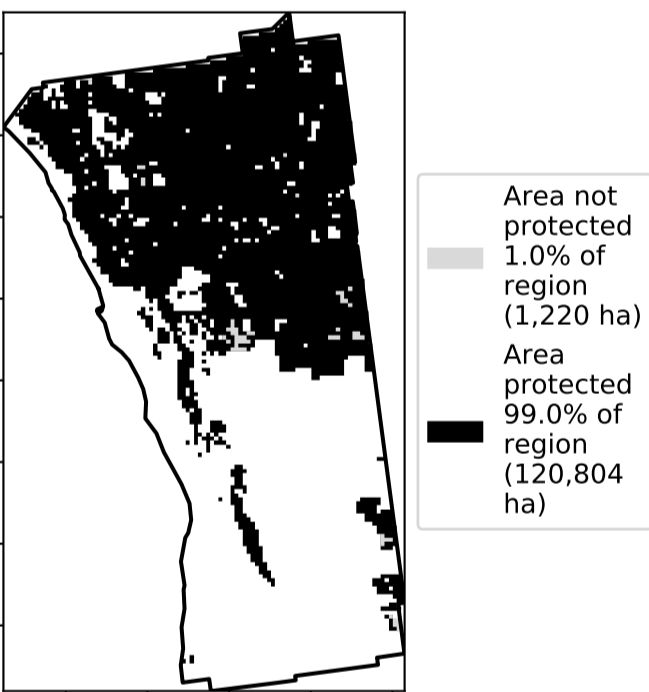 Area not
protected
1.0% of
region
(1,220 ha)
Area
protected
99.0% of
region
(120,804
ha)